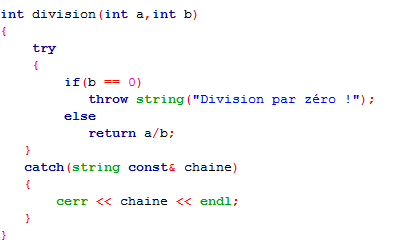 int division(int a,int b)
{
    try
    {
        if(b == 0)
           throw string("Division par zéro !");
        else
           return a/b;
   }
   catch(string const& chaine)
   {
       cerr << chaine << endl;
   }
}